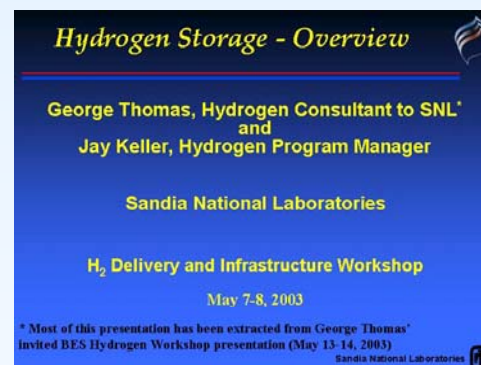 Hydrogen Storage - Overview
George Thomas, Hydrogen Consultant to SNL*
and
Jay Keller, Hydrogen Program Manager
Sandia National Laboratories
H₂ Delivery and Infrastructure Workshop
May 7-8, 2003
* Most of this presentation has been extracted from George Thomas'
invited BES Hydrogen Workshop presentation (May 13-14, 2003)
Sandia National Laboratories